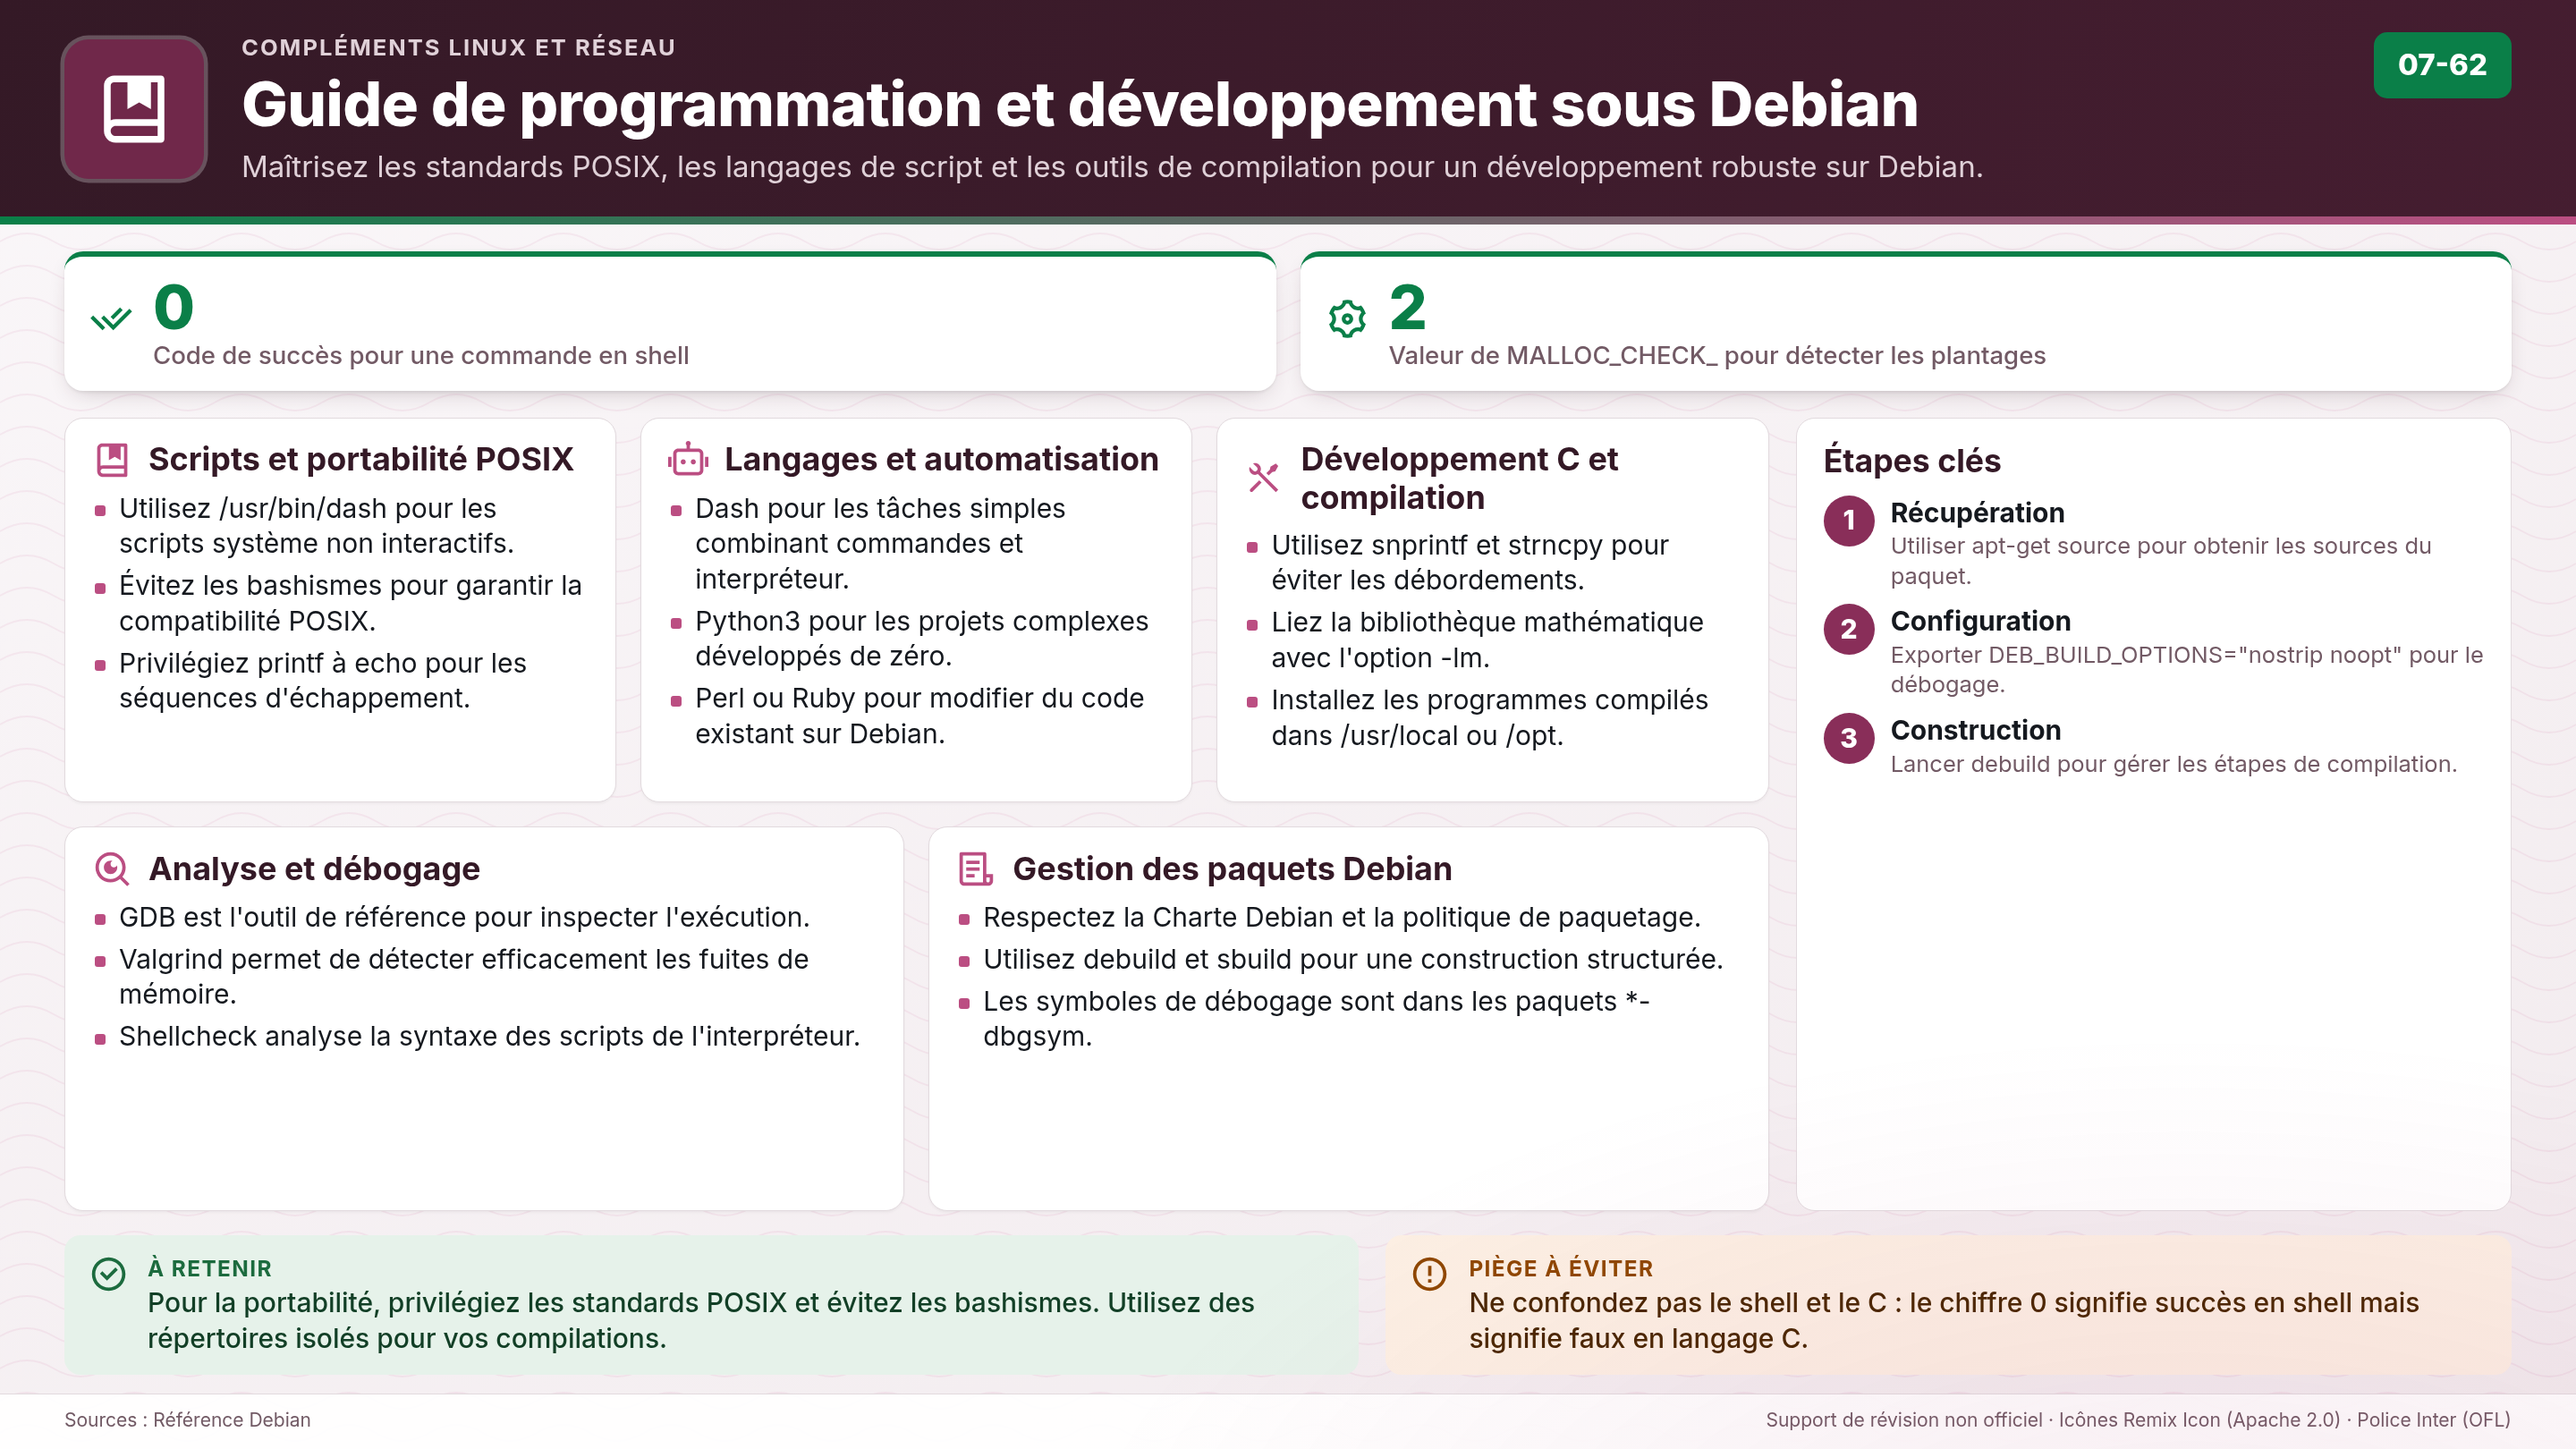 COMPLÉMENTS LINUX ET RÉSEAU
Guide de programmation et développement sous Debian
Maîtrisez les standards POSIX, les langages de script et les outils de compilation pour un développement robuste sur Debian.
07-62
0
Code de succès pour une commande en shell
2
Valeur de MALLOC_CHECK_ pour détecter les plantages
Scripts et portabilité POSIX
Utilisez /usr/bin/dash pour les
scripts système non interactifs.
Évitez les bashismes pour garantir la
compatibilité POSIX.
Privilégiez printf à echo pour les
séquences d'échappement.
Langages et automatisation
Dash pour les tâches simples
combinant commandes et
interpréteur.
Python3 pour les projets complexes
développés de zéro.
Perl ou Ruby pour modifier du code
existant sur Debian.
Développement C et
compilation
Utilisez snprintf et strncpy pour
éviter les débordements.
Liez la bibliothèque mathématique
avec l'option -lm.
Installez les programmes compilés
dans /usr/local ou /opt.
Étapes clés
1
Récupération
Utiliser apt-get source pour obtenir les sources du
paquet.
2
Configuration
Exporter DEB_BUILD_OPTIONS="nostrip noopt" pour le
débogage.
3
Construction
Lancer debuild pour gérer les étapes de compilation.
Analyse et débogage
GDB est l'outil de référence pour inspecter l'exécution.
Valgrind permet de détecter efficacement les fuites de
mémoire.
Shellcheck analyse la syntaxe des scripts de l'interpréteur.
Gestion des paquets Debian
Respectez la Charte Debian et la politique de paquetage.
Utilisez debuild et sbuild pour une construction structurée.
Les symboles de débogage sont dans les paquets *-
dbgsym.
À RETENIR
Pour la portabilité, privilégiez les standards POSIX et évitez les bashismes. Utilisez des
répertoires isolés pour vos compilations.
PIÈGE À ÉVITER
Ne confondez pas le shell et le C : le chiffre 0 signifie succès en shell mais
signifie faux en langage C.
Sources : Référence Debian
Support de révision non officiel · Icônes Remix Icon (Apache 2.0) · Police Inter (OFL)